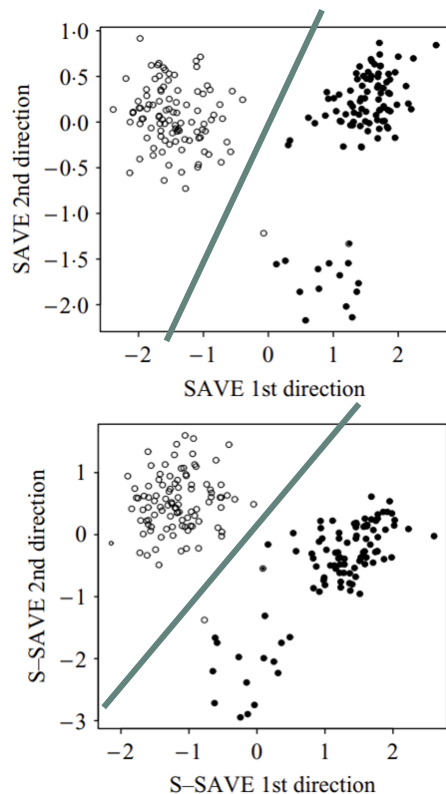 1·0
0·5
0·0
−0·5
−1·0
−1·5
−2·0
SAVE 2nd direction
−2 −1 0 1 2
SAVE 1st direction
1
0
−1
−2
−3
S–SAVE 2nd direction
−2 −1 0 1 2
S–SAVE 1st direction